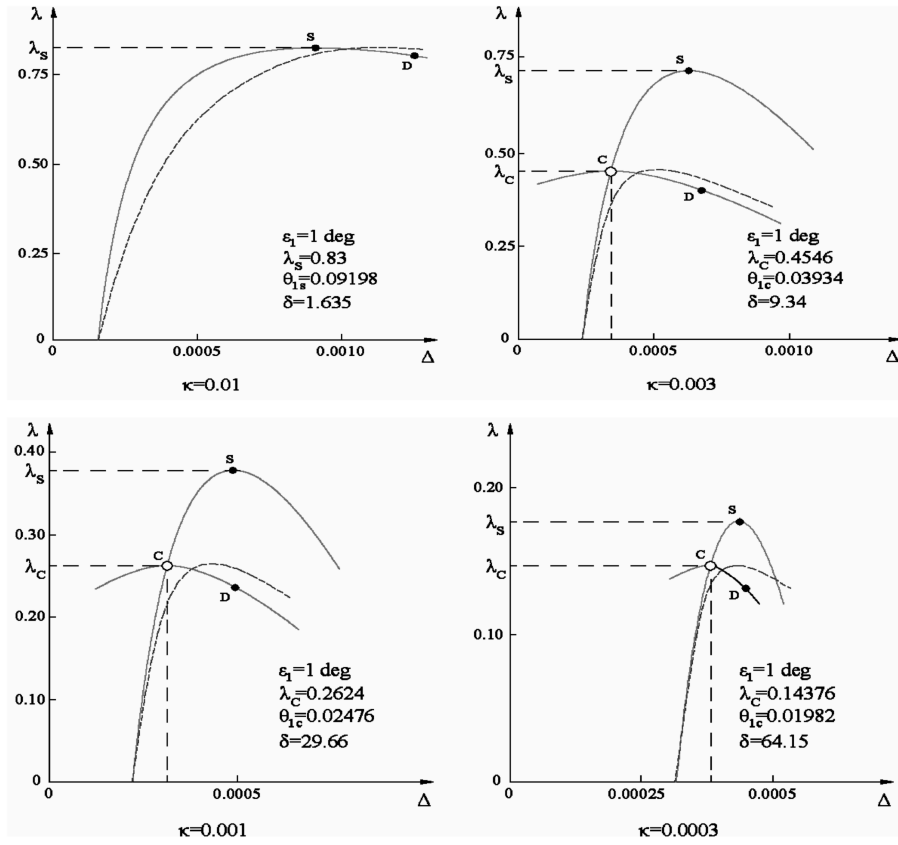 λ
λS
S
D
0.75
0.50
0.25
ε1=1 deg
λS=0.83
θ1s=0.09198
δ=1.635
0
0
0.0005
0.0010
Δ
κ=0.01
λ
0.75
λS
S
0.50
C
λC
D
0.25
ε1=1 deg
λC=0.4546
θ1c=0.03934
δ=9.34
0
0
0.0005
0.0010
Δ
κ=0.003
λ
0.40
λS
S
0.30
C
λC
D
0.20
0.10
ε1=1 deg
λC=0.2624
θ1c=0.02476
δ=29.66
0
0
0.0005
Δ
κ=0.001
λ
0.20
S
λS
C
λC
D
0.10
ε1=1 deg
λC=0.14376
θ1c=0.01982
δ=64.15
0
0
0.00025
0.0005
Δ
κ=0.0003